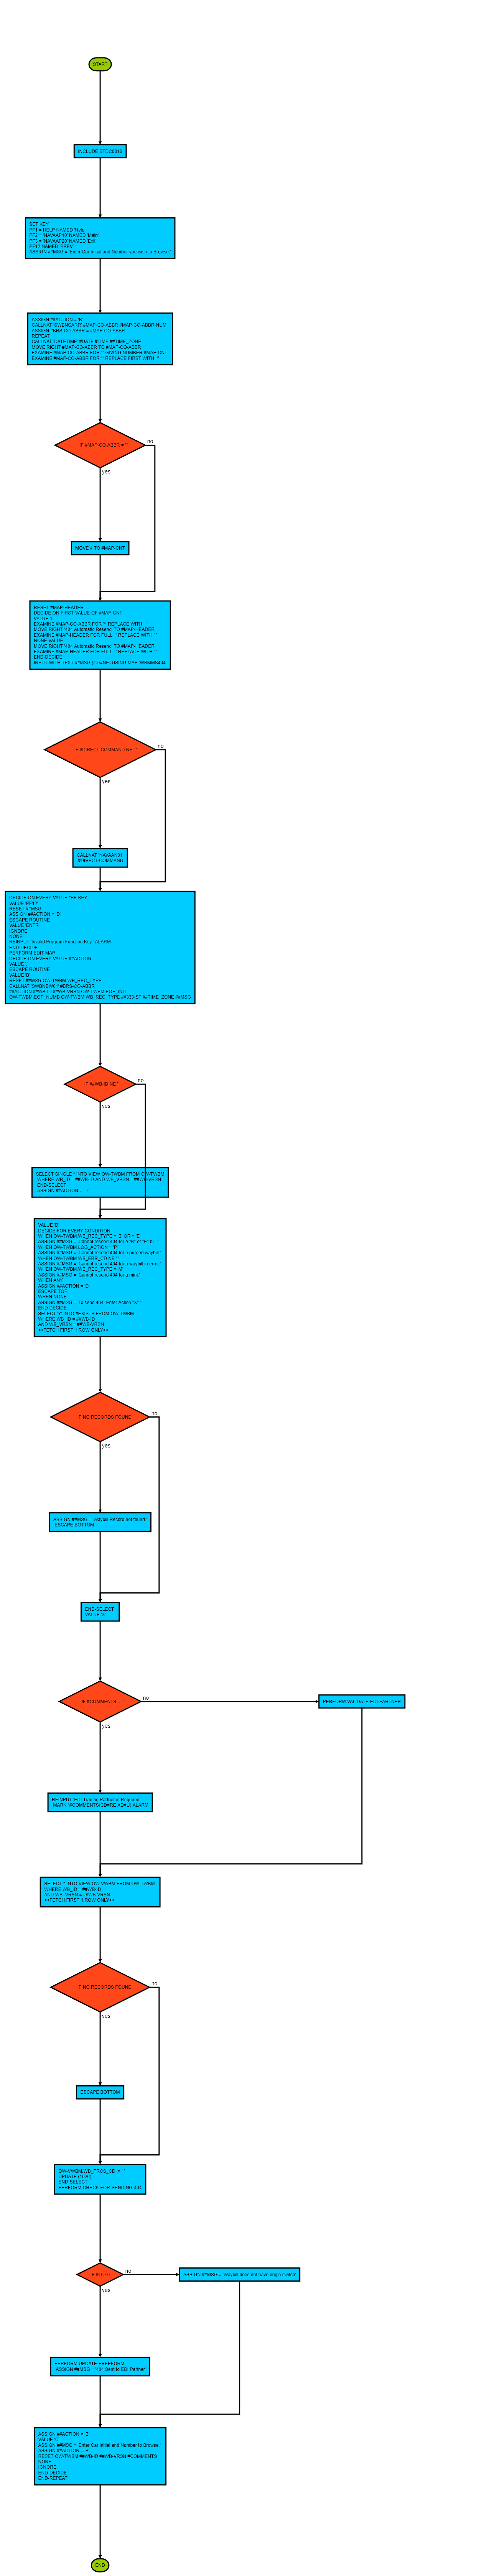 START
INCLUDE STDC0010
SET KEY
PF1 = HELP NAMED 'Help'
PF2 = 'NAVAAP10' NAMED 'Main'
PF3 = 'NAVAAP20' NAMED 'Exit'
PF12 NAMED 'PREV'
ASSIGN ##MSG = 'Enter Car Initial and Number you wish to Browse.'
ASSIGN ##ACTION = 'B'
CALLNAT 'SWBNCARR' #MAP-CO-ABBR #MAP-CO-ABBR-NUM
ASSIGN #BRS-CO-ABBR = #MAP-CO-ABBR
REPEAT
CALLNAT 'DATETIME' #DATE #TIME ##TIME_ZONE
MOVE RIGHT #MAP-CO-ABBR TO #MAP-CO-ABBR
EXAMINE #MAP-CO-ABBR FOR ' ' GIVING NUMBER #MAP-CNT
EXAMINE #MAP-CO-ABBR FOR ' ' REPLACE FIRST WITH '*'
IF #MAP-CO-ABBR = ' '
no
yes
MOVE 4 TO #MAP-CNT
RESET #MAP-HEADER
DECIDE ON FIRST VALUE OF #MAP-CNT
VALUE 1
EXAMINE #MAP-CO-ABBR FOR '*' REPLACE WITH ' '
MOVE RIGHT '404 Automatic Resend' TO #MAP-HEADER
EXAMINE #MAP-HEADER FOR FULL ' ' REPLACE WITH ' '
NONE VALUE
MOVE RIGHT '404 Automatic Resend' TO #MAP-HEADER
EXAMINE #MAP-HEADER FOR FULL ' ' REPLACE WITH ' '
END-DECIDE
INPUT WITH TEXT ##MSG (CD=NE) USING MAP 'WBMMS404'
IF #DIRECT-COMMAND NE ' '
no
yes
CALLNAT 'NAVAAN01'
#DIRECT-COMMAND
DECIDE ON EVERY VALUE *PF-KEY
VALUE 'PF12'
RESET ##MSG
ASSIGN ##ACTION = 'D'
ESCAPE ROUTINE
VALUE 'ENTR'
IGNORE
NONE
REINPUT 'Invalid Program Function Key.' ALARM
END-DECIDE
PERFORM EDIT-MAP
DECIDE ON EVERY VALUE ##ACTION
VALUE ' '
ESCAPE ROUTINE
VALUE 'B'
RESET ##MSG OW-TWBM.WB_REC_TYPE
CALLNAT #BRS-CO-ABBR
##ACTION ##WB-ID ##WB-VRSN OW-TWBM.EQP_INIT
OW-TWBM.EQP_NUMB OW-TWBM.WB_REC_TYPE ##TIME_ZONE ##MSG
IF ##WB-ID NE ' '
no
yes
SELECT SINGLE * INTO VIEW OW-TWBM FROM OW-TWBM
WHERE WB_ID = ##WB-ID AND WB_VRSN = ##WB-VRSN
END-SELECT
ASSIGN ##ACTION = 'D'
VALUE 'D'
DECIDE FOR EVERY CONDITION
WHEN OW-TWBM.WB_REC_TYPE = 'B' OR = 'E'
ASSIGN ##MSG = 'Cannot resend 404 for a "B" or "E" bill.'
WHEN OW-TWBM.LOG_ACTION = 'P'
ASSIGN ##MSG = 'Cannot resend 404 for a purged waybill'
WHEN OW-TWBM.WB_ERR_CD NE ' '
ASSIGN ##MSG = 'Cannot resend 404 for a waybill in error'
WHEN OW-TWBM.WB_REC_TYPE = 'M'
ASSIGN ##MSG = 'Cannot resend 404 for a mini.'
WHEN ANY
ASSIGN ##ACTION = 'D'
ESCAPE TOP
WHEN NONE
ASSIGN ##MSG = 'To send 404, Enter Action "X"'
END-DECIDE
SELECT 'Y' INTO #EXISTS FROM OW-TWBM
WHERE WB_ID = ##WB-ID
AND WB_VRSN = ##WB-VRSN
<<FETCH FIRST 1 ROW ONLY>>
IF NO RECORDS FOUND
no
yes
ASSIGN ##MSG = 'Waybill Record not found.'
ESCAPE BOTTOM
END-SELECT
VALUE 'X'
IF #COMMENTS = ' '
no
PERFORM VALIDATE-EDI-PARTNER
yes
REINPUT 'EDI Trading Partner is Required'
MARK *#COMMENTS(CD=RE AD=U) ALARM
SELECT * INTO VIEW OW-VWBM FROM OW-TWBM
WHERE WB_ID = ##WB-ID
AND WB_VRSN = ##WB-VRSN
<<FETCH FIRST 1 ROW ONLY>>
IF NO RECORDS FOUND
no
yes
ESCAPE BOTTOM
OW-VWBM.WB_PRGS_CD := ' '
UPDATE
END-SELECT
PERFORM CHECK-FOR-SENDING-404
IF #O > 0
no
ASSIGN ##MSG = 'Waybill does not have origin switch'
yes
PERFORM UPDATE-FREEFORM
ASSIGN ##MSG = '404 Sent to EDI Partner'
ASSIGN ##ACTION = 'B'
VALUE 'C'
ASSIGN ##MSG = 'Enter Car Initial and Number to Browse.'
ASSIGN ##ACTION = 'B'
RESET OW-TWBM ##WB-ID ##WB-VRSN #COMMENTS
NONE
IGNORE
END-DECIDE
END-REPEAT
END